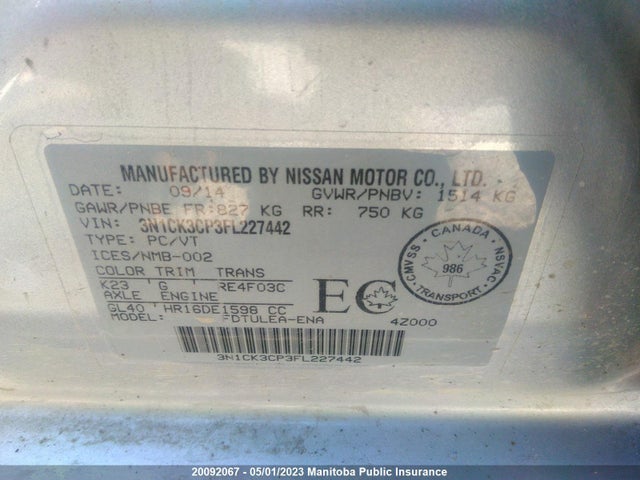 MANUFACTURED BY NISSAN MOTOR CO., LTD.
DATE: 09/14 GVWR/PNBV: 1514 KG
GAWR/PNBE FR: 827 KG RR: 750 KG
VIN: 3N1CK3CP3FL227442
TYPE: PC/VT
ICES/NMB-002
COLOR TRIM TRANS
K23 G RE4F03C
AXLE ENGINE
GL40 HR16DE1598 CC
MODEL: FDTULEA-ENA 4Z000
EC
CANADA
CMVSS 986 NSVAC
TRANSPORT
3N1CK3CP3FL227442
20092067 - 05/01/2023 Manitoba Public Insurance